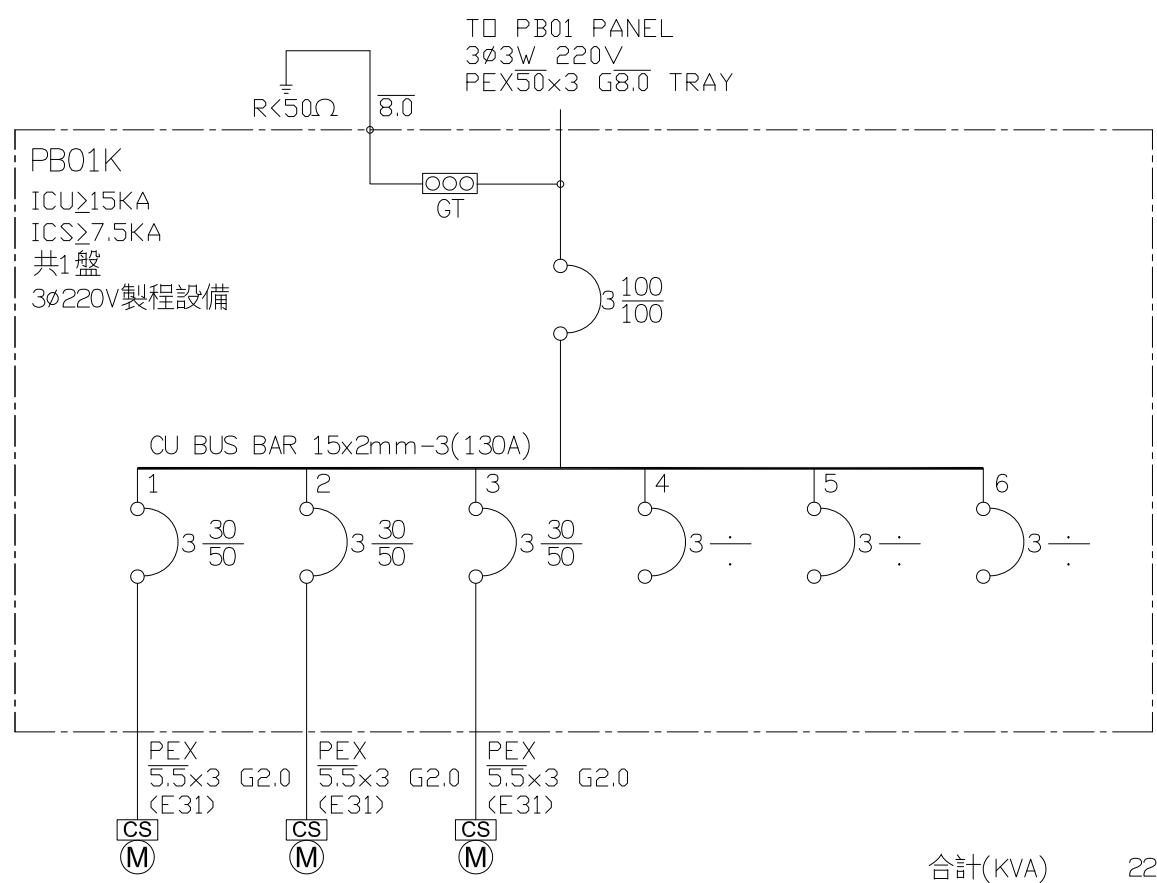 TO PB01 PANEL
3ø3W 220V
PEX50x3 G8.0 TRAY
R<50Ω
8.0
PB01K
ICU≥15KA
ICS≥7.5KA
共1盤
3ø220V製程設備
GT
3 100
100
CU BUS BAR 15x2mm-3(130A)
1 2 3 4 5 6
3 30 3 30 3 30 3 · 3 · 3 ·
50 50 50 · · ·
PEX PEX PEX
5.5x3 G2.0 5.5x3 G2.0 5.5x3 G2.0
(E31) (E31) (E31)
CS CS CS
M M M
合計(KVA) 22